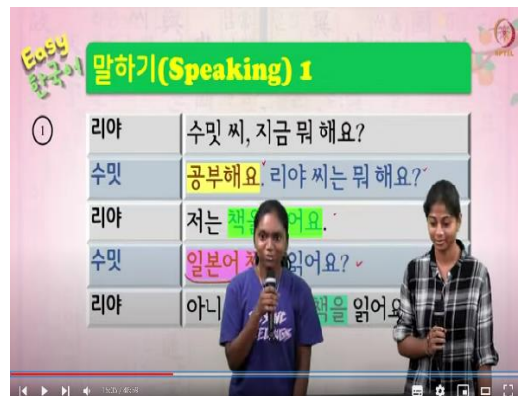 Easy 한국어
말하기(Speaking) 1
NPTEL
① 리야 수밋 씨, 지금 뭐 해요?
수밋 공부해요. 리야 씨는 뭐 해요?
리야 저는 책을 어요.
수밋 일본어 읽어요?
리야 아니 책을 읽어요